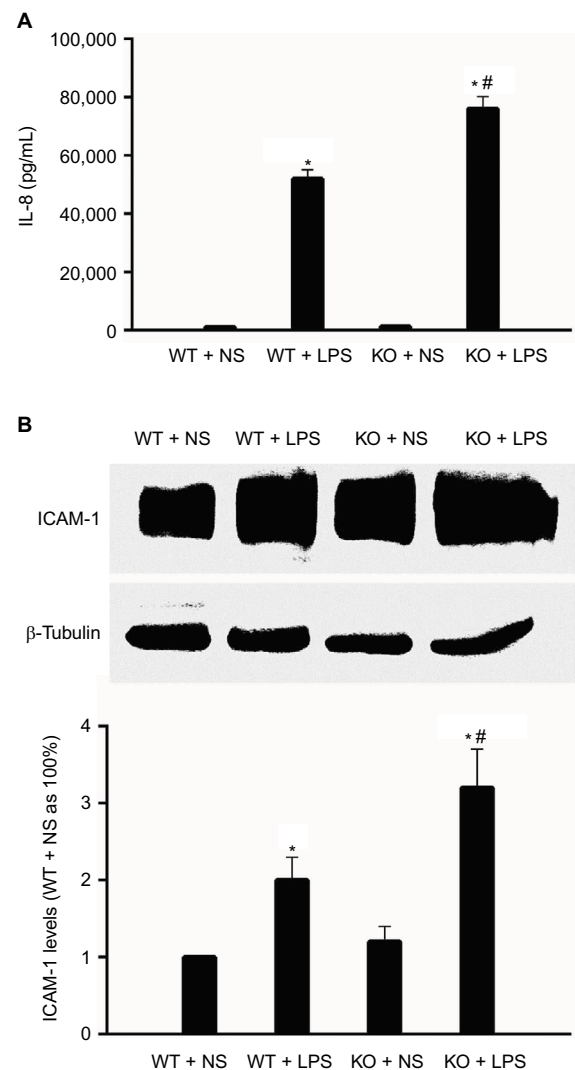 A
100,000
80,000
60,000
40,000
20,000
0
IL-8 (pg/mL)
*
* #
WT + NS WT + LPS KO + NS KO + LPS
B
WT + NS WT + LPS KO + NS KO + LPS
ICAM-1
β-Tubulin
4
3
2
1
0
ICAM-1 levels (WT + NS as 100%)
*
* #
WT + NS WT + LPS KO + NS KO + LPS